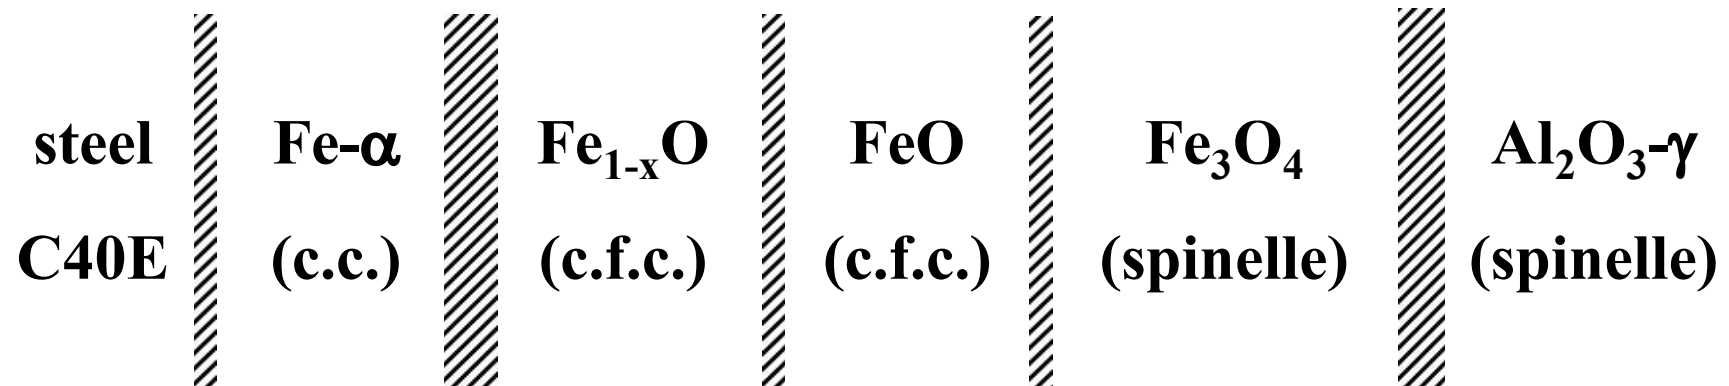 steel Fe-α Fe₁₋ₓO FeO Fe₃O₄ Al₂O₃-γ
C40E (c.c.) (c.f.c.) (c.f.c.) (spinelle) (spinelle)